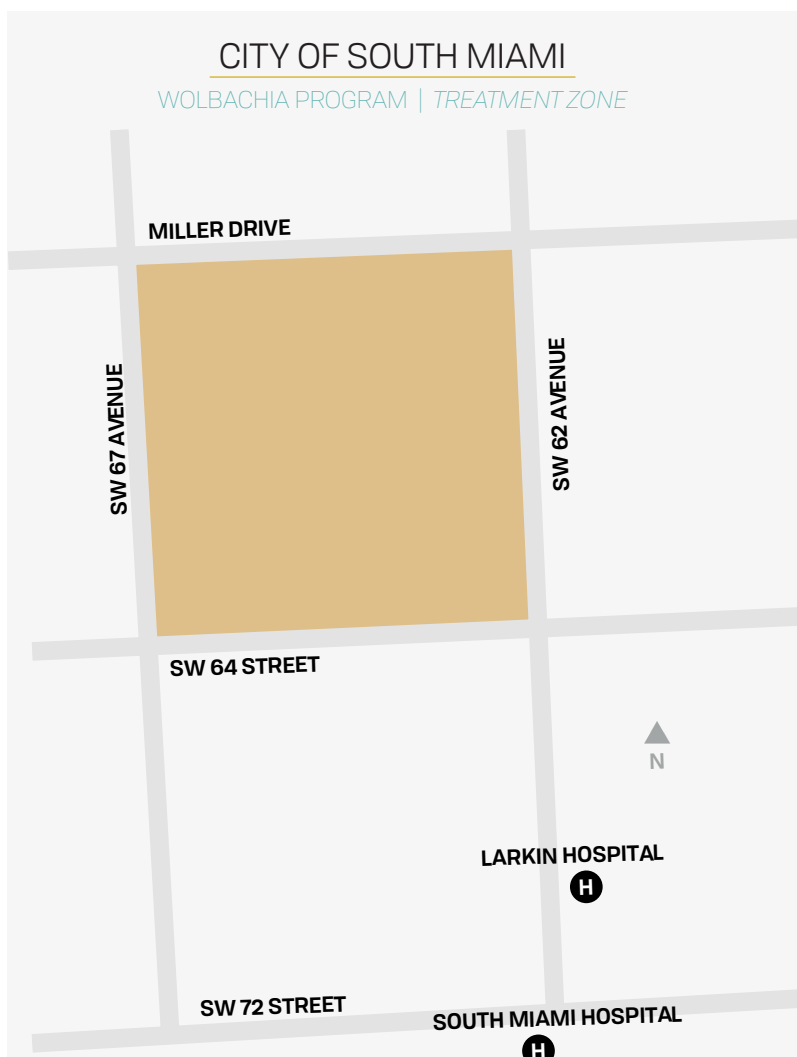 CITY OF SOUTH MIAMI
WOLBACHIA PROGRAM | TREATMENT ZONE
MILLER DRIVE
SW 67 AVENUE
SW 62 AVENUE
SW 64 STREET
N
LARKIN HOSPITAL
H
SW 72 STREET
SOUTH MIAMI HOSPITAL
H